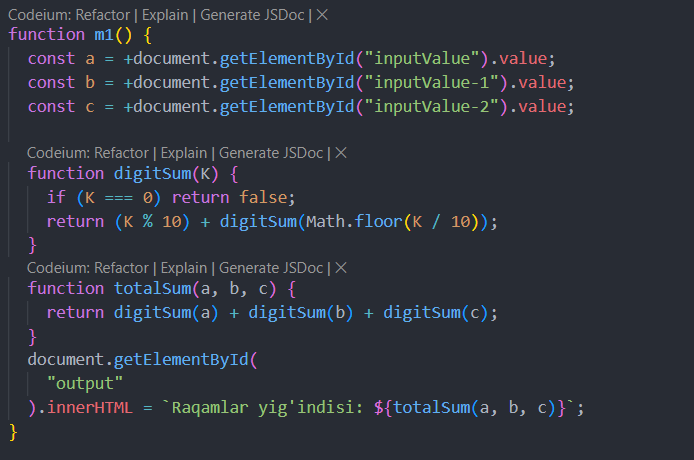 Codeium: Refactor | Explain | Generate JSDoc | ×
function m1() {
  const a = +document.getElementById("inputValue").value;
  const b = +document.getElementById("inputValue-1").value;
  const c = +document.getElementById("inputValue-2").value;

  Codeium: Refactor | Explain | Generate JSDoc | ×
  function digitSum(K) {
    if (K === 0) return false;
    return (K % 10) + digitSum(Math.floor(K / 10));
  }
  Codeium: Refactor | Explain | Generate JSDoc | ×
  function totalSum(a, b, c) {
    return digitSum(a) + digitSum(b) + digitSum(c);
  }
  document.getElementById(
    "output"
  ).innerHTML = `Raqamlar yig'indisi: ${totalSum(a, b, c)}`;
}